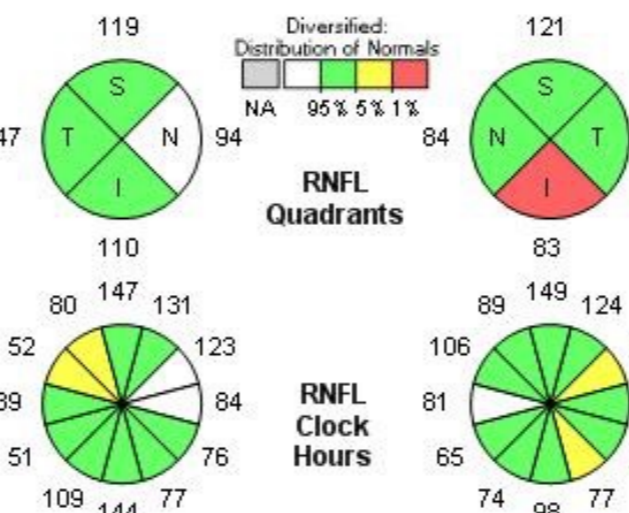 119
Diversified:
Distribution of Normals
121
NA 95% 5% 1%
S
T N
I
47
94
110
RNFL
Quadrants
S
N T
I
84
83
80 147 131
52 123
84
51 76
109 144 77
RNFL
Clock
Hours
89 149 124
106
81
65
74 98 77